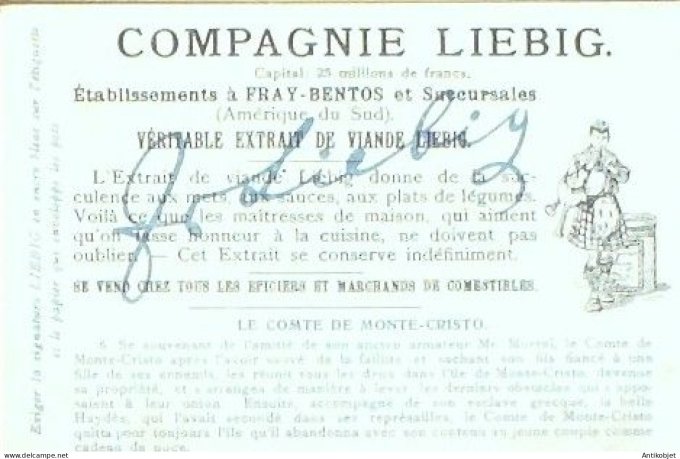 COMPAGNIE LIEBIG.
Capital: 25 millions de francs.
Établissements à FRAY-BENTOS et Succursales
(Amérique du Sud).
VÉRITABLE EXTRAIT DE VIANDE LIEBIG.
L'Extrait de viande Liebig donne de la suc-
culence aux mets, aux sauces, aux plats de légumes.
Voilà ce que les maîtresses de maison, qui aiment
qu'on fasse honneur à la cuisine, ne doivent pas
oublier. — Cet Extrait se conserve indéfiniment.
SE VEND CHEZ TOUS LES EPICIERS ET MARCHANDS DE COMESTIBLES.
J v Liebig
LE COMTE DE MONTE-CRISTO.
6. Se souvenant de l'amitié de son ancien armateur Mr. Morrel, le Comte de
Monte-Cristo après l'avoir sauvé de la faillite et sachant son fils fiancé à une
fille de ses ennemis, les réunit tous les deux dans l'île de Monte-Cristo, devenue
sa propriété, et s'arrange de manière à lever les derniers obstacles qui s'oppo-
saient à leur union. Ensuite, accompagné de son esclave grecque, la belle
Haydée, qui l'avait secondé dans ses représailles, le Comte de Monte-Cristo
quitta pour toujours l'île qu'il abandonna avec son contenu au jeune couple comme
cadeau de noce.
Exiger la signature LIEBIG en encre bleue sur l'étiquette
et le papier qui enveloppe les pots
© www.antikobjet.com
Antikobjet